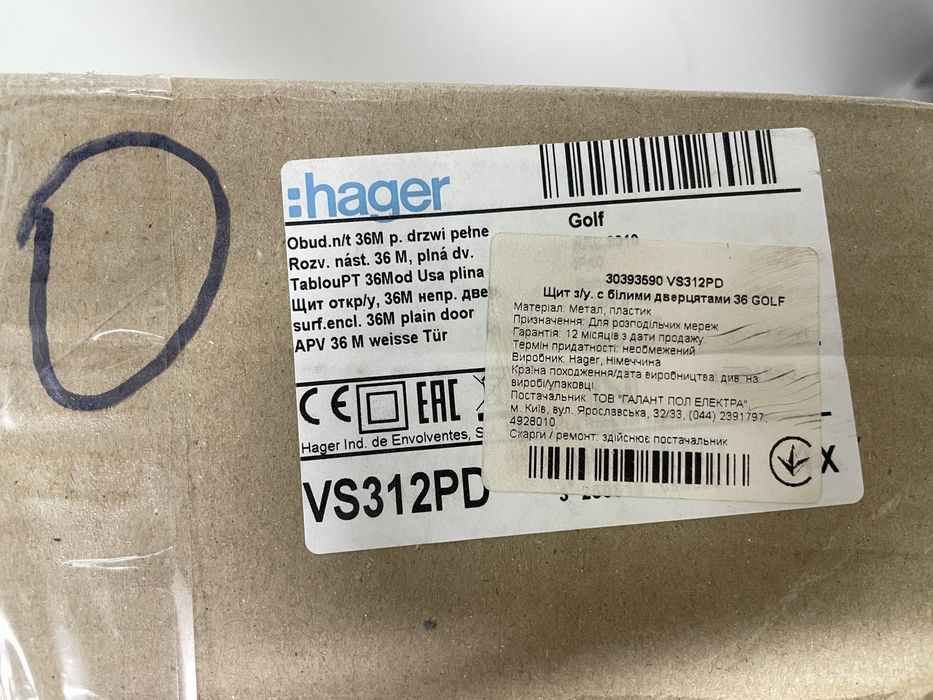 :hager
Golf
Obud.n/t 36M p. drzwi pełne
Rozv. nást. 36 M, plná dv.
TablouPT 36Mod Usa plina
Щит откр/у, 36М непр. две
surf.encl. 36M plain door
APV 36 M weisse Tür
CE EAC
Hager Ind. de Envolventes, S
VS312PD
30393590 VS312PD
Щит з/у. с білими дверцятами 36 GOLF
Матеріал: Метал, пластик
Призначення: Для розподільчих мереж
Гарантія: 12 місяців з дати продажу.
Термін придатності: необмежений
Виробник: Hager, Німеччина
Країна походження/дата виробництва: див. на
виробі/упаковці.
Постачальник: ТОВ "ГАЛАНТ ПОЛ ЕЛЕКТРА",
м. Київ, вул. Ярославська, 32/33, (044) 2391797,
4928010
Скарги / ремонт: здійснює постачальник
X